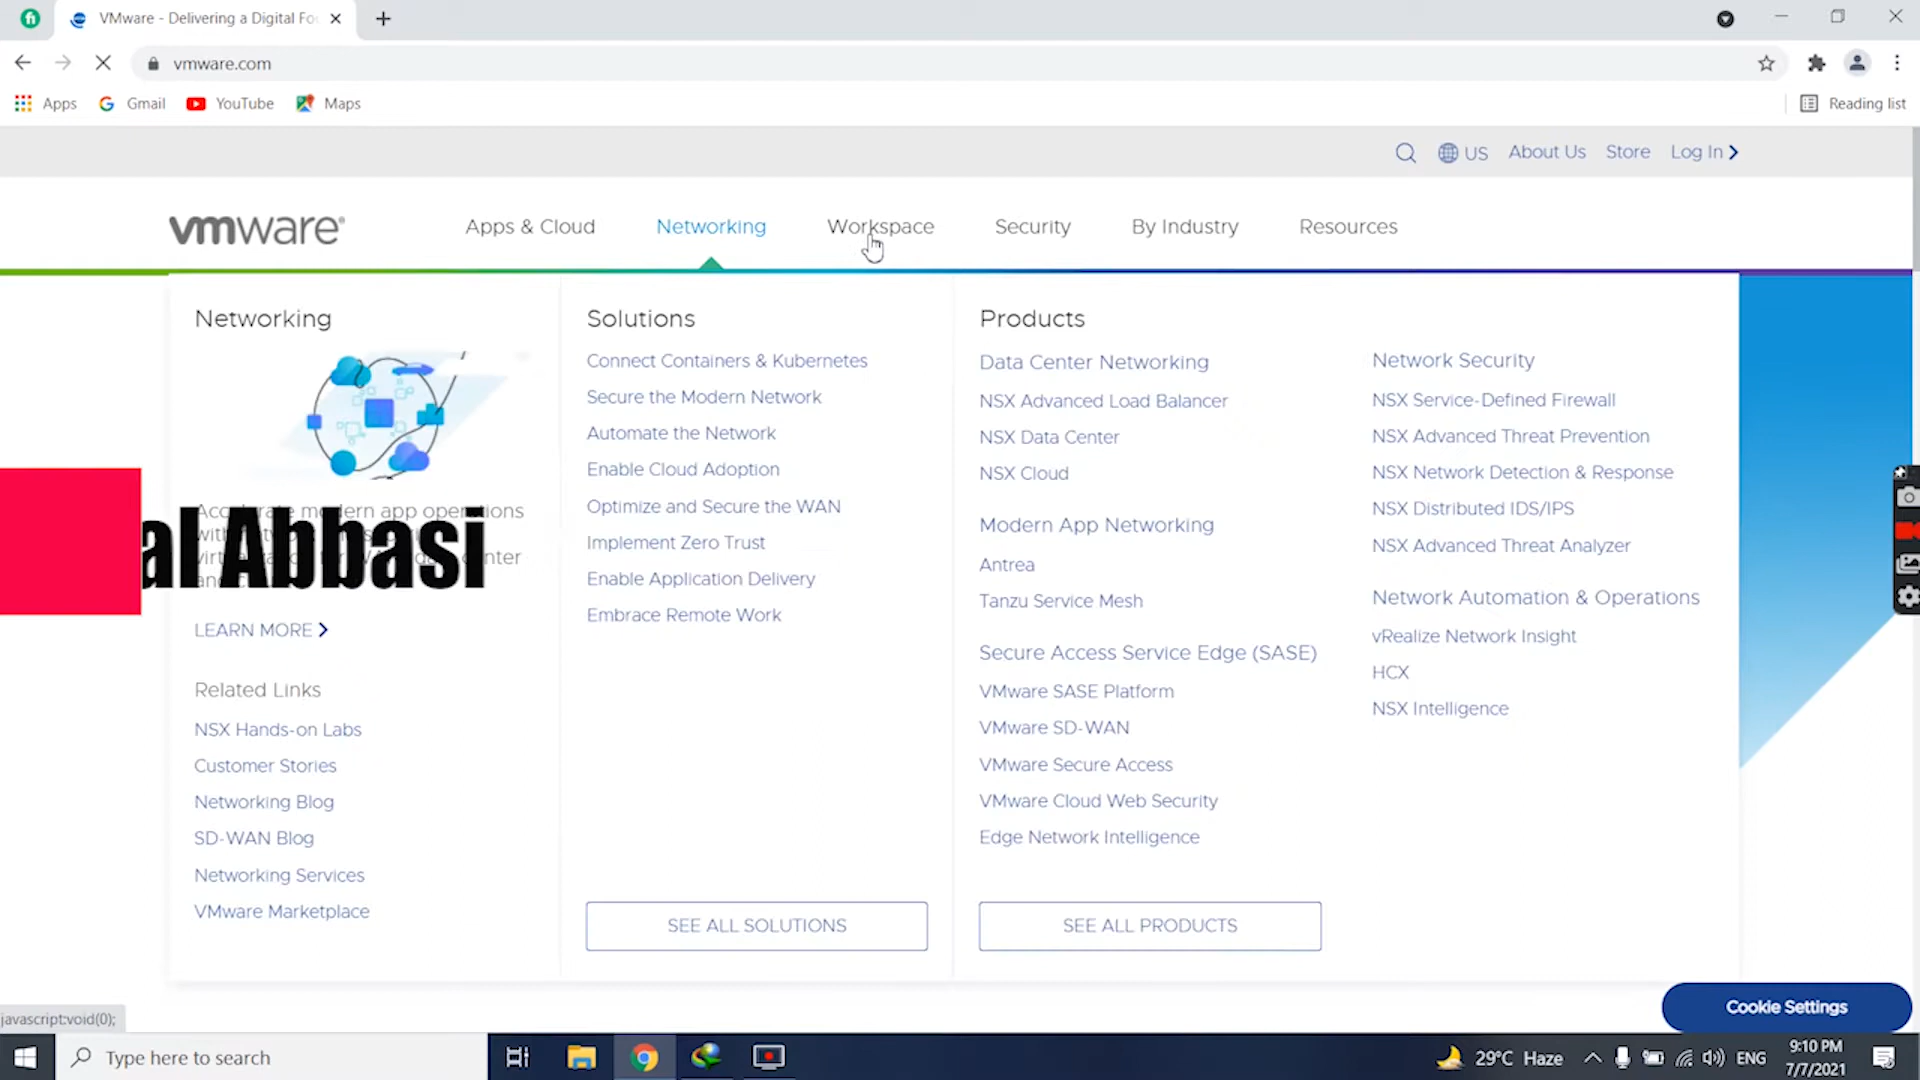 VMware - Delivering a Digital Fo
vmware.com
Apps
Gmail
YouTube
Maps
Reading list
US
About Us
Store
Log In
vmware
Apps & Cloud
Networking
Workspace
Security
By Industry
Resources
Networking
Accelerate modern app operations
center
LEARN MORE
Related Links
NSX Hands-on Labs
Customer Stories
Networking Blog
SD-WAN Blog
Networking Services
VMware Marketplace
al Abbasi
Solutions
Connect Containers & Kubernetes
Secure the Modern Network
Automate the Network
Enable Cloud Adoption
Optimize and Secure the WAN
Implement Zero Trust
Enable Application Delivery
Embrace Remote Work
SEE ALL SOLUTIONS
Products
Data Center Networking
NSX Advanced Load Balancer
NSX Data Center
NSX Cloud
Modern App Networking
Antrea
Tanzu Service Mesh
Secure Access Service Edge (SASE)
VMware SASE Platform
VMware SD-WAN
VMware Secure Access
VMware Cloud Web Security
Edge Network Intelligence
SEE ALL PRODUCTS
Network Security
NSX Service-Defined Firewall
NSX Advanced Threat Prevention
NSX Network Detection & Response
NSX Distributed IDS/IPS
NSX Advanced Threat Analyzer
Network Automation & Operations
vRealize Network Insight
HCX
NSX Intelligence
Cookie Settings
javascript:void(0);
Type here to search
29°C Haze
ENG
9:10 PM
7/7/2021